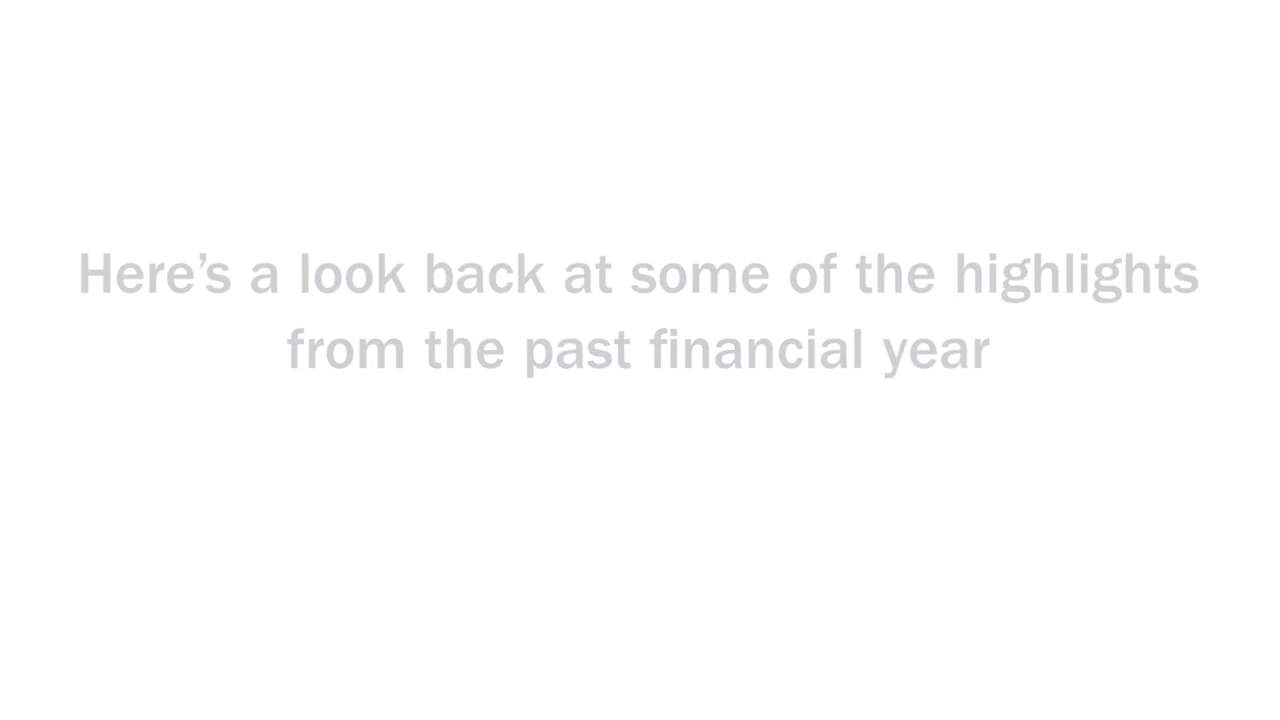 Here’s a look back at some of the highlights
from the past financial year